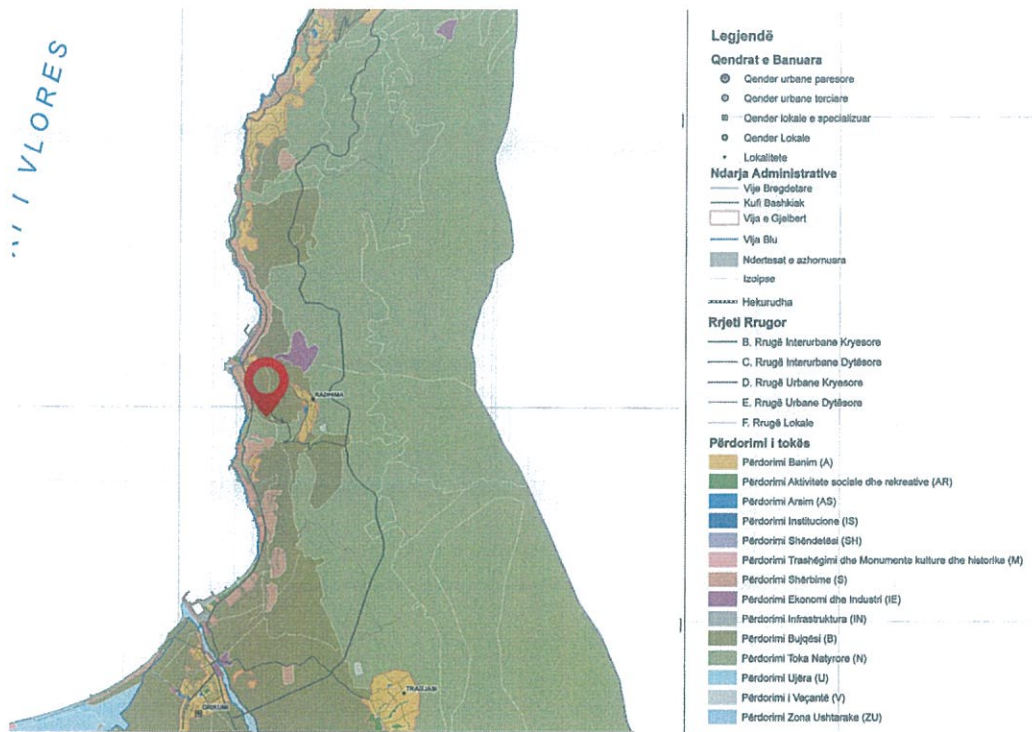 I VLORES
RADHIMA
TRAGJASI
ORIKUMI
Legjendë
Qendrat e Banuara
Qender urbane paresore
Qender urbane terciare
Qender lokale e specializuar
Qender Lokale
Lokalitete
Ndarja Administrative
Vije Bregdetare
Kufi Bashkiak
Vija e Gjelbert
Vija Blu
Ndertesat e azhornuara
Izoipse
Hekurudha
Rrjeti Rrugor
B. Rrugë Interurbane Kryesore
C. Rrugë Interurbane Dytësore
D. Rrugë Urbane Kryesore
E. Rrugë Urbane Dytësore
F. Rrugë Lokale
Përdorimi i tokës
Përdorimi Banim (A)
Përdorimi Aktivitete sociale dhe rekreative (AR)
Përdorimi Arsim (AS)
Përdorimi Institucione (IS)
Përdorimi Shëndetësi (SH)
Përdorimi Trashëgimi dhe Monumente kulture dhe historike (M)
Përdorimi Shërbime (S)
Përdorimi Ekonomi dhe Industri (IE)
Përdorimi Infrastruktura (IN)
Përdorimi Bujqësi (B)
Përdorimi Toka Natyrore (N)
Përdorimi Ujëra (U)
Përdorimi i Veçantë (V)
Përdorimi Zona Ushtarake (ZU)